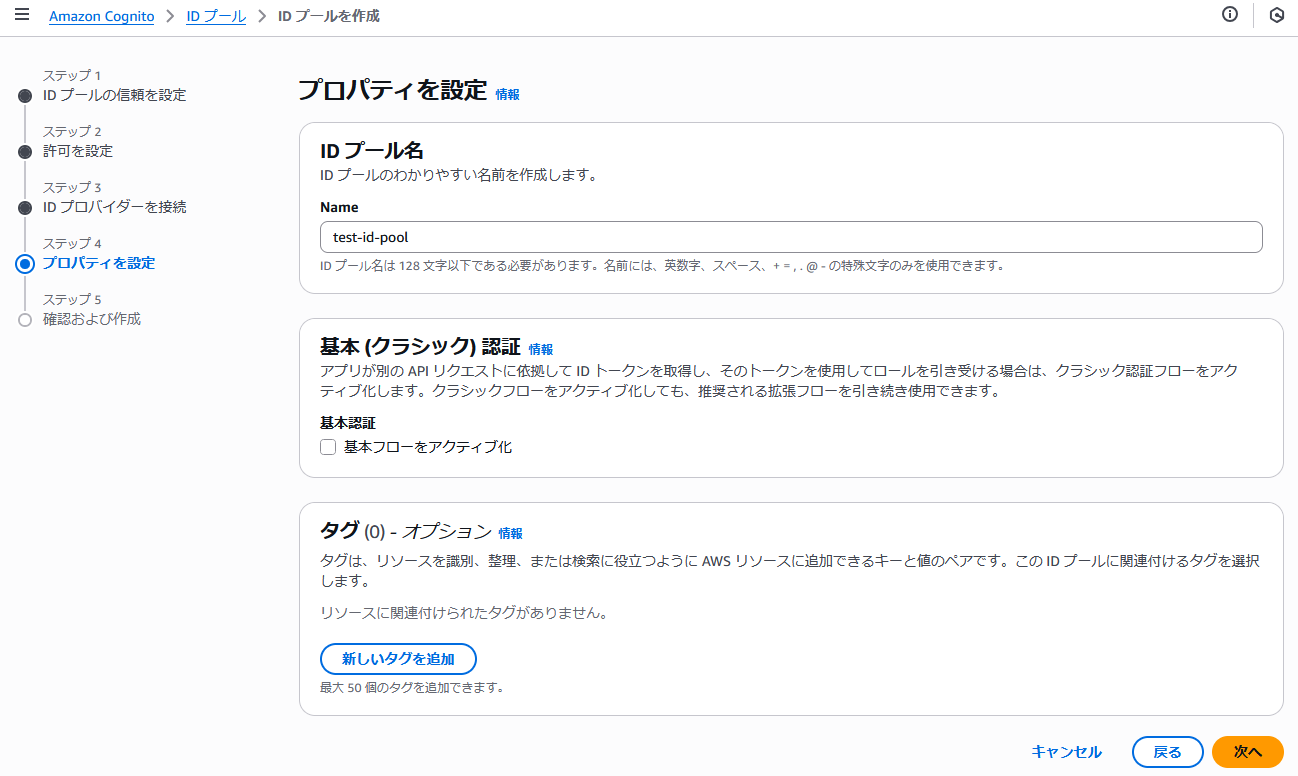 Amazon Cognito > ID プール > ID プールを作成
ステップ 1
ID プールの信頼を設定
ステップ 2
許可を設定
ステップ 3
ID プロバイダーを接続
ステップ 4
プロパティを設定
ステップ 5
確認および作成
プロパティを設定 情報
ID プール名
ID プールのわかりやすい名前を作成します。
Name
test-id-pool
ID プール名は 128 文字以下である必要があります。名前には、英数字、スペース、+ = , . @ - の特殊文字のみを使用できます。
基本 (クラシック) 認証 情報
アプリが別の API リクエストに依拠して ID トークンを取得し、そのトークンを使用してロールを引き受ける場合は、クラシック認証フローをアク
ティブ化します。クラシックフローをアクティブ化しても、推奨される拡張フローを引き続き使用できます。
基本認証
基本フローをアクティブ化
タグ (0) - オプション 情報
タグは、リソースを識別、整理、または検索に役立つように AWS リソースに追加できるキーと値のペアです。この ID プールに関連付けるタグを選択
します。
リソースに関連付けられたタグがありません。
新しいタグを追加
最大 50 個のタグを追加できます。
キャンセル 戻る 次へ